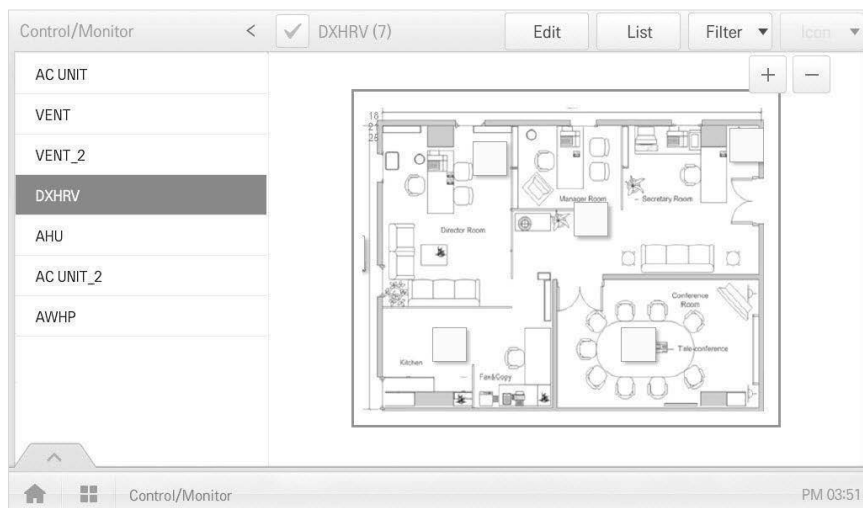 Control/Monitor < DXHRV (7) Edit List Filter Icon
AC UNIT
VENT
VENT_2
DXHRV
AHU
AC UNIT_2
AWHP
+ −
18
Manager Room
Secretary Room
Director Room
Conference
Room
Tele-conference
Kitchen
Fax&Copy
Control/Monitor PM 03:51